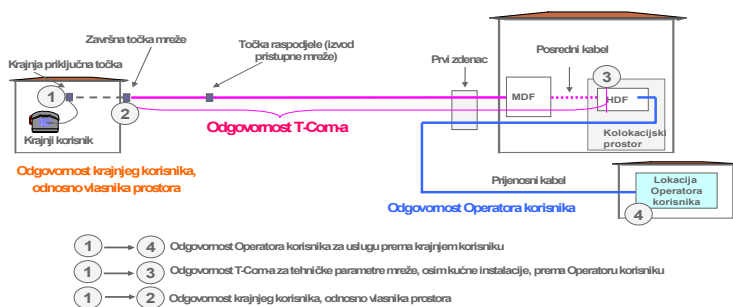 Završna točka mreže
Krajnja priključna točka
Točka raspodjele (izvod
pristupne mreže)
Prvi zdenac
Posredni kabel
1
2
3
MDF
HDF
Krajnji korisnik
Odgovornost T-Com-a
Kolokacijski
prostor
Odgovornost krajnjeg korisnika,
odnosno vlasnika prostora
Prijenosni kabel
Odgovornost Operatora korisnika
Lokacija
Operatora
korisnika
4
1 4 Odgovornost Operatora korisnika za uslugu prema krajnjem korisniku
1 3 Odgovornost T-Com-a za tehničke parametre mreže, osim kućne instalacije, prema Operatoru korisniku
1 2 Odgovornost krajnjeg korisnika, odnosno vlasnika prostora